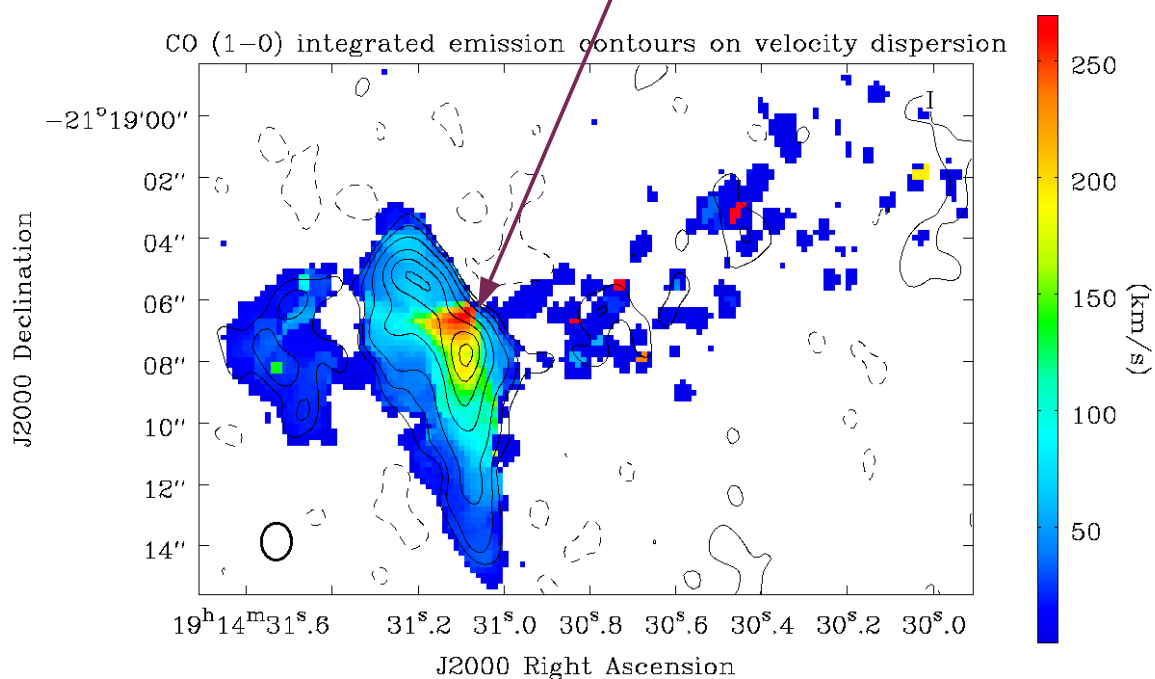 CO (1-0) integrated emission contours on velocity dispersion
-21°19'00"
02"
04"
06"
08"
10"
12"
14"
J2000 Declination
19ʰ14ᵐ31ˢ.6
31ˢ.2
31ˢ.0
30ˢ.8
30ˢ.6
30ˢ.4
30ˢ.2
30ˢ.0
J2000 Right Ascension
I
250
200
150
100
50
(km/s)